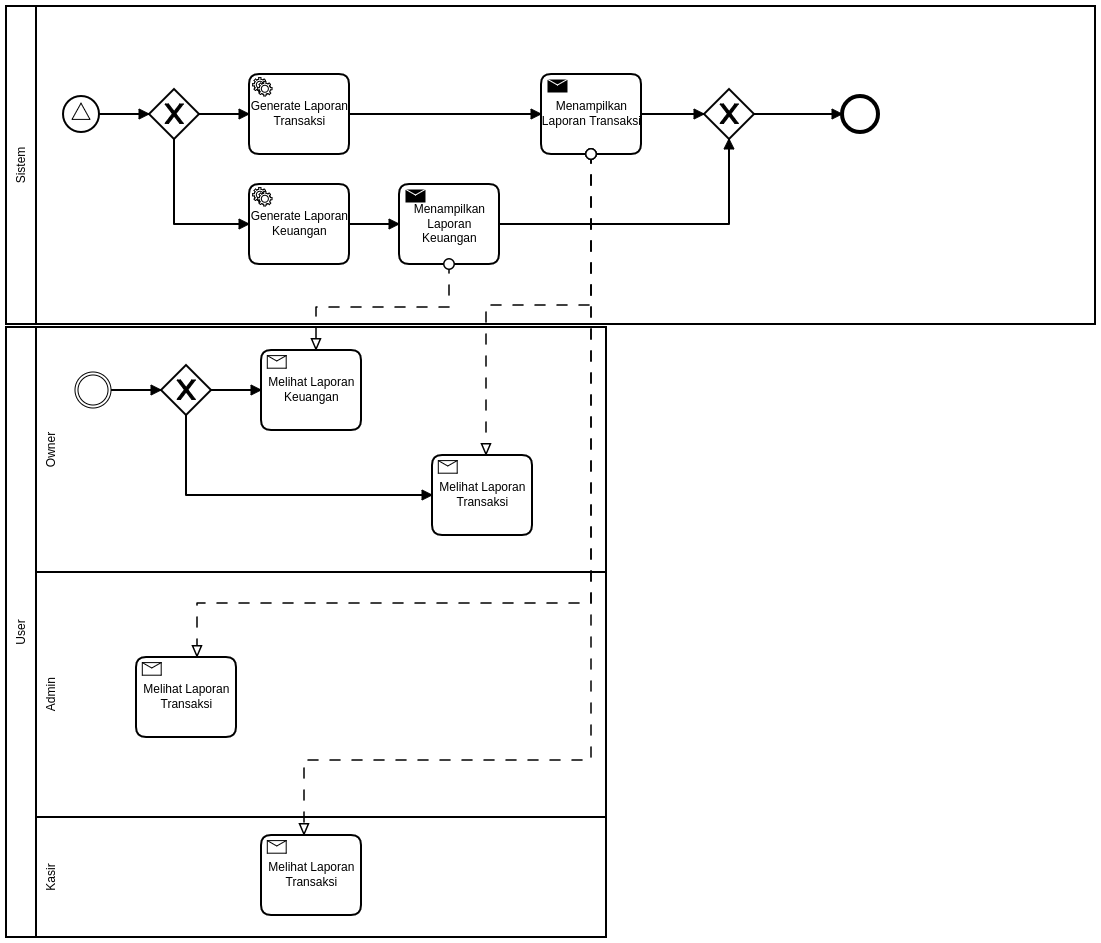 Sistem
Generate Laporan
Transaksi
Menampilkan
Laporan Transaksi
Generate Laporan
Keuangan
Menampilkan
Laporan
Keuangan
User
Owner
Melihat Laporan
Keuangan
Melihat Laporan
Transaksi
Admin
Melihat Laporan
Transaksi
Kasir
Melihat Laporan
Transaksi